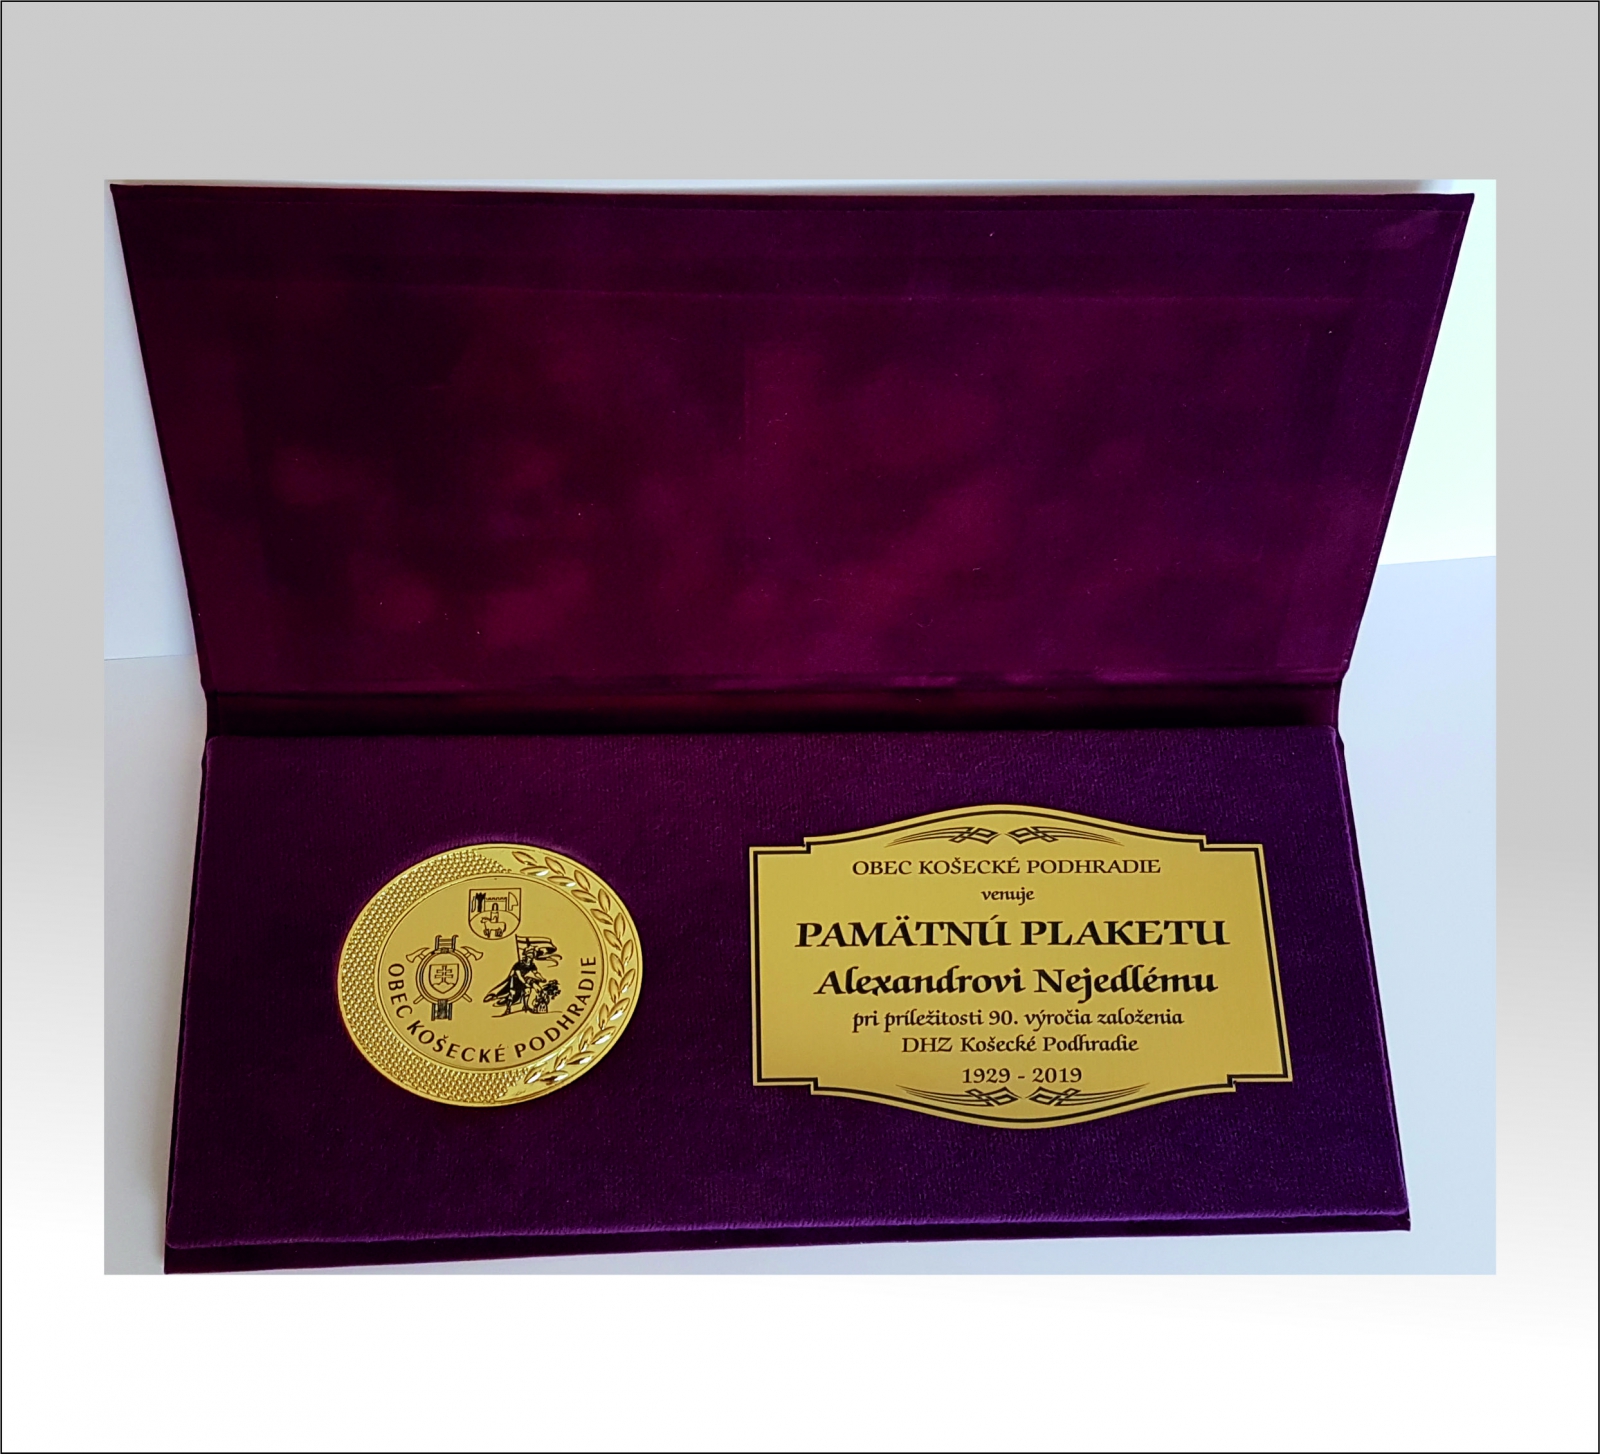 OBEC KOŠECKÉ PODHRADIE
OBEC KOŠECKÉ PODHRADIE
venuje
PAMÄTNÚ PLAKETU
Alexandrovi Nejedlému
pri príležitosti 90. výročia založenia
DHZ Košecké Podhradie
1929 - 2019